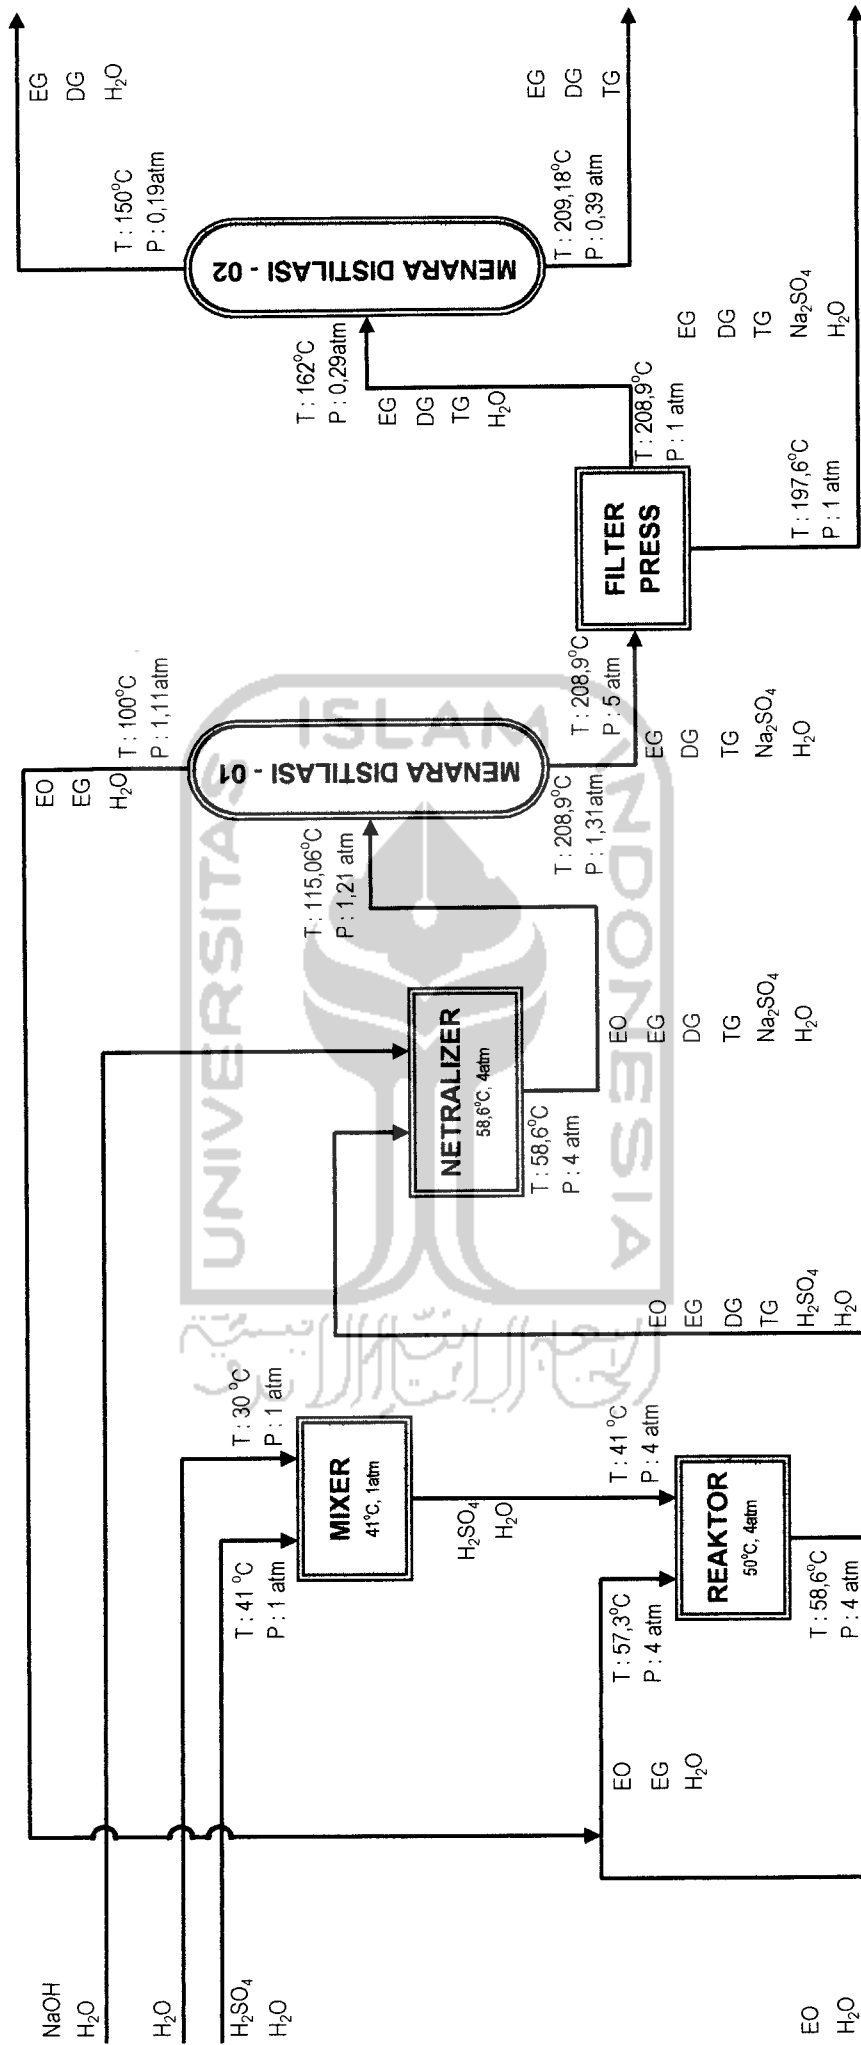 NaOH
H₂O
H₂O
H₂SO₄
H₂O
EO
H₂O
EO
EG
H₂O
T : 57,3°C
P : 4 atm
T : 41 °C
P : 1 atm
T : 30 °C
P : 1 atm
MIXER
41°C, 1atm
H₂SO₄
H₂O
T : 41 °C
P : 4 atm
REAKTOR
50°C, 4atm
T : 58,6°C
P : 4 atm
EO
EG
DG
TG
H₂SO₄
H₂O
NETRALIZER
58,6°C, 4atm
T : 58,6°C
P : 4 atm
EO
EG
DG
TG
Na₂SO₄
H₂O
T : 115,06°C
P : 1,21 atm
MENARA DISTILASI - 01
EO
EG
H₂O
T : 100°C
P : 1,11atm
T : 208,9°C
P : 1,31atm
T : 208,9°C
P : 5 atm
EG
DG
TG
Na₂SO₄
H₂O
FILTER
PRESS
T : 208,9°C
P : 1 atm
T : 197,6°C
P : 1 atm
EG
DG
TG
Na₂SO₄
H₂O
T : 162°C
P : 0,29atm
EG
DG
TG
H₂O
MENARA DISTILASI - 02
T : 150°C
P : 0,19atm
EG
DG
H₂O
T : 209,18°C
P : 0,39 atm
EG
DG
TG
UNIVERSITAS
ISLAM
INDONESIA